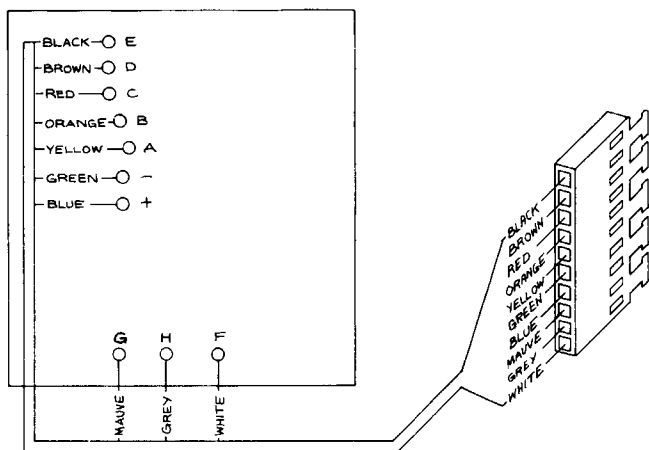 BLACK E
BROWN D
RED C
ORANGE B
YELLOW A
GREEN -
BLUE +
G H F
MAUVE
GREY
WHITE
BLACK
BROWN
RED
ORANGE
YELLOW
GREEN
BLUE
MAUVE
GREY
WHITE